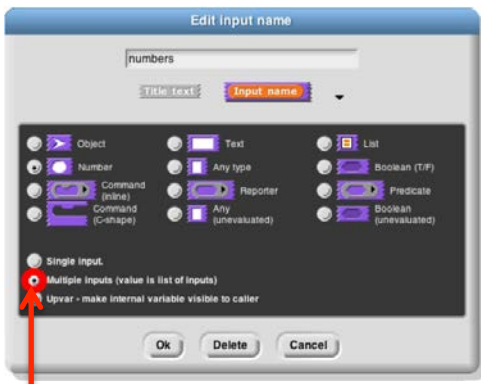 Edit input name
numbers
Title text Input name
Object Text List
Number Any type Boolean (T/F)
Command
(inline) Reporter Predicate
Command
(C-shape) Any
(unevaluated) Boolean
(unevaluated)
Single input.
Multiple inputs (value is list of inputs)
Upvar - make internal variable visible to caller
Ok Delete Cancel